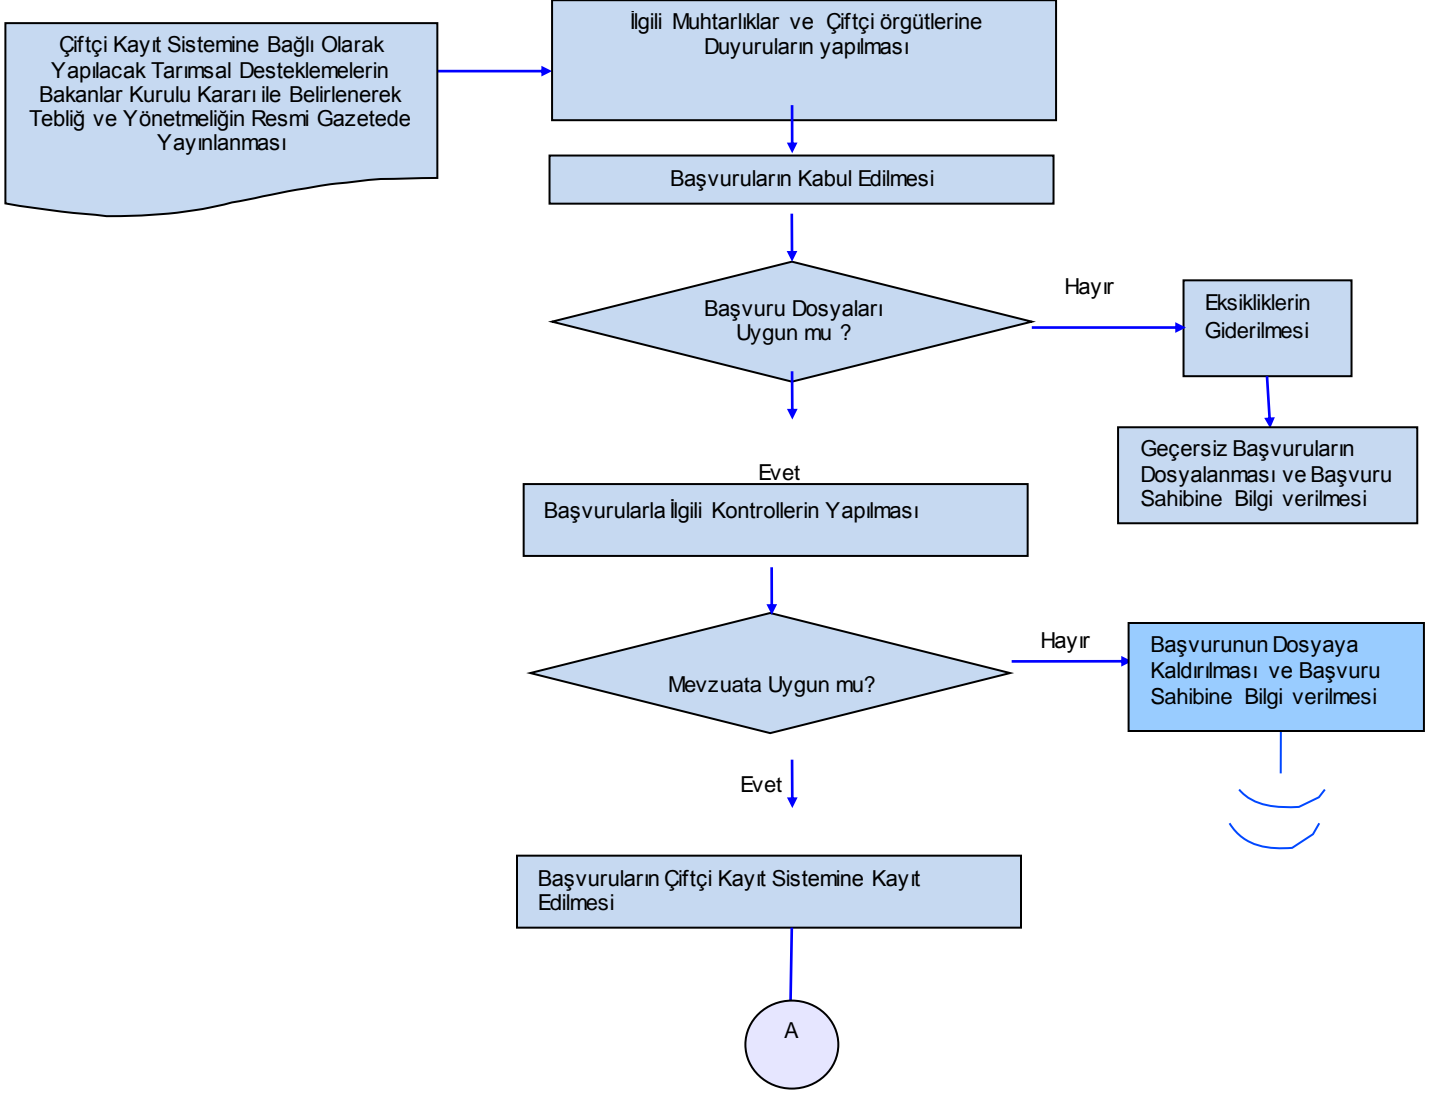 Çiftçi Kayıt Sistemine Bağlı Olarak
Yapılacak Tarımsal Desteklemelerin
Bakanlar Kurulu Kararı ile Belirlenerek
Tebliğ ve Yönetmeliğin Resmi Gazetede
Yayınlanması
İlgili Muhtarlıklar ve Çiftçi örgütlerine
Duyuruların yapılması
Başvuruların Kabul Edilmesi
Başvuru Dosyaları
Uygun mu ?
Hayır
Eksikliklerin
Giderilmesi
Geçersiz Başvuruların
Dosyalanması ve Başvuru
Sahibine Bilgi verilmesi
Evet
Başvurularla İlgili Kontrollerin Yapılması
Mevzuata Uygun mu?
Hayır
Başvurunun Dosyaya
Kaldırılması ve Başvuru
Sahibine Bilgi verilmesi
Evet
Başvuruların Çiftçi Kayıt Sistemine Kayıt
Edilmesi
A